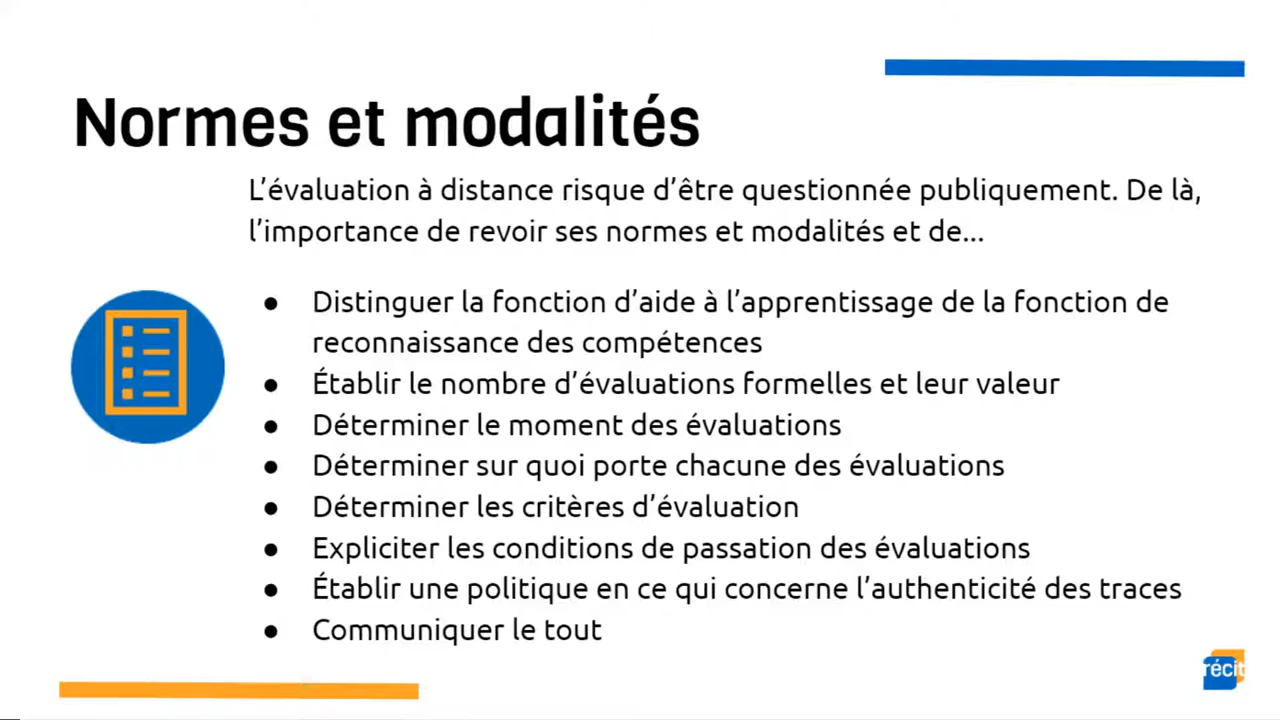 Normes et modalités
L’évaluation à distance risque d’être questionnée publiquement. De là,
l’importance de revoir ses normes et modalités et de...
● Distinguer la fonction d’aide à l’apprentissage de la fonction de
reconnaissance des compétences
● Établir le nombre d’évaluations formelles et leur valeur
● Déterminer le moment des évaluations
● Déterminer sur quoi porte chacune des évaluations
● Déterminer les critères d’évaluation
● Expliciter les conditions de passation des évaluations
● Établir une politique en ce qui concerne l’authenticité des traces
● Communiquer le tout
récit